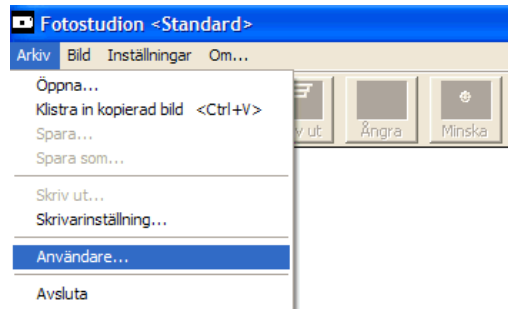 Fotostudion <Standard>
Arkiv Bild Inställningar Om...
Öppna...
Klistra in kopierad bild <Ctrl+V>
Spara...
Spara som...
Skriv ut...
Skrivarinställning...
Användare...
Avsluta
v ut Ångra Minska